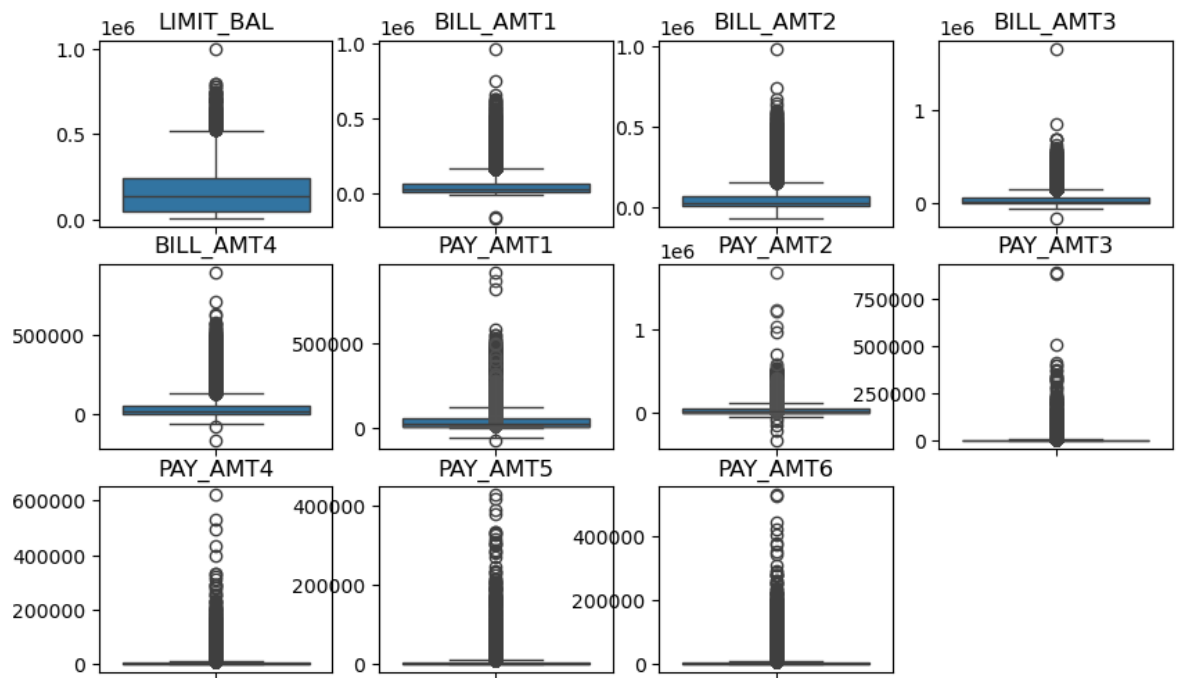 LIMIT_BAL
1e6
1.0
0.5
0.0
BILL_AMT1
1e6
1.0
0.5
0.0
BILL_AMT2
1e6
1.0
0.5
0.0
BILL_AMT3
1e6
1
0
BILL_AMT4
500000
0
PAY_AMT1
500000
0
PAY_AMT2
1e6
1
0
PAY_AMT3
750000
500000
250000
0
PAY_AMT4
600000
400000
200000
0
PAY_AMT5
400000
200000
0
PAY_AMT6
400000
200000
0